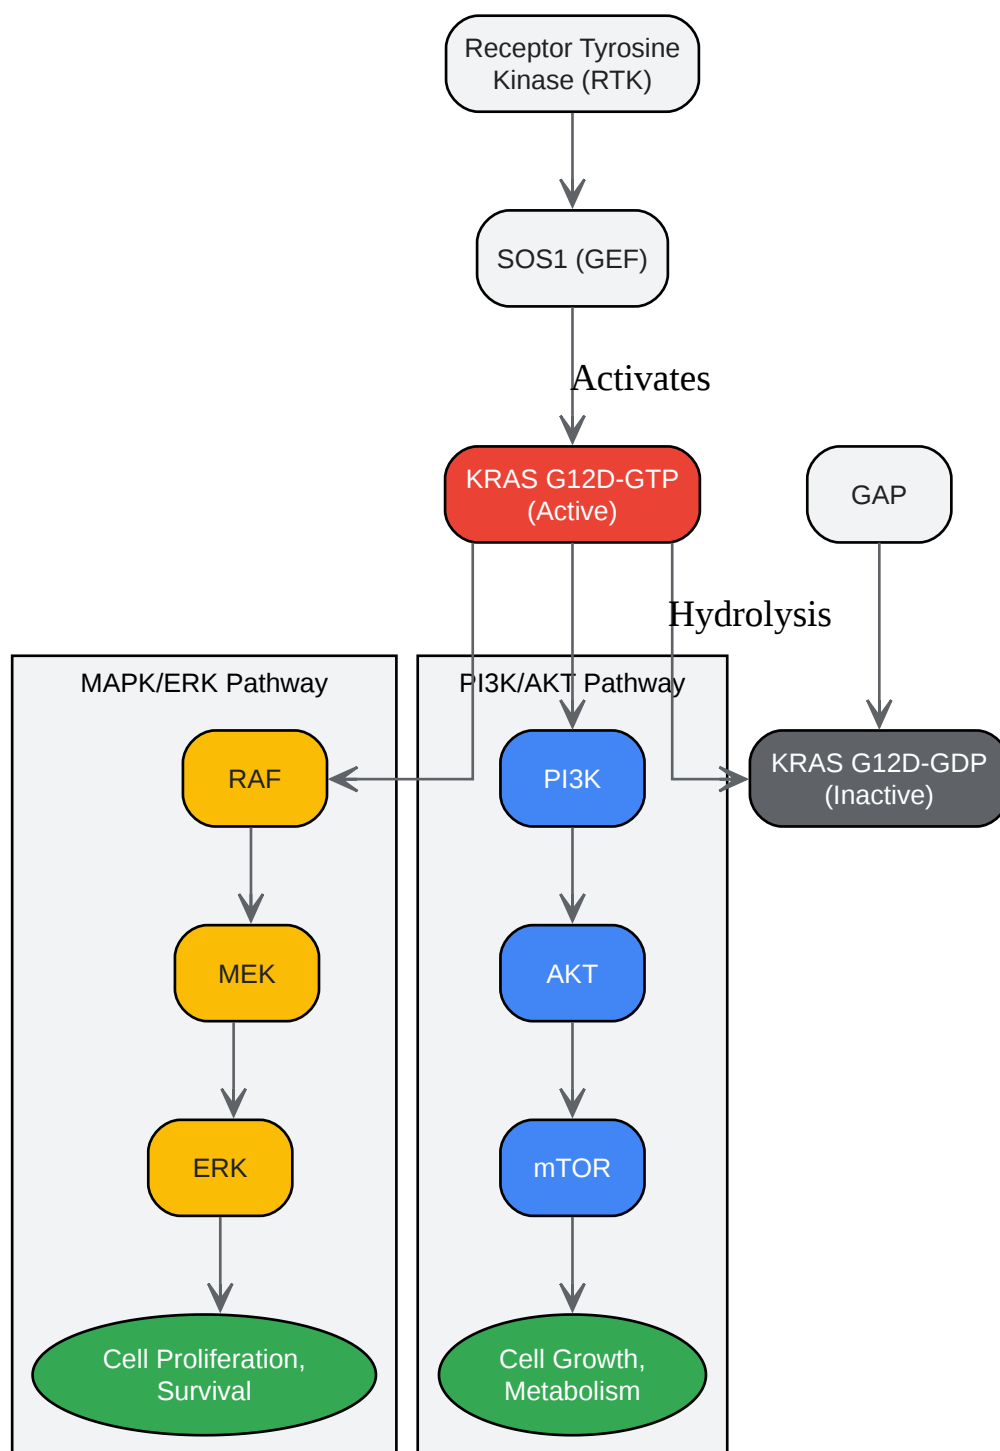 Receptor Tyrosine
Kinase (RTK)
SOS1 (GEF)
Activates
KRAS G12D-GTP
(Active)
GAP
Hydrolysis
MAPK/ERK Pathway
PI3K/AKT Pathway
RAF
PI3K
KRAS G12D-GDP
(Inactive)
MEK
AKT
ERK
mTOR
Cell Proliferation,
Survival
Cell Growth,
Metabolism